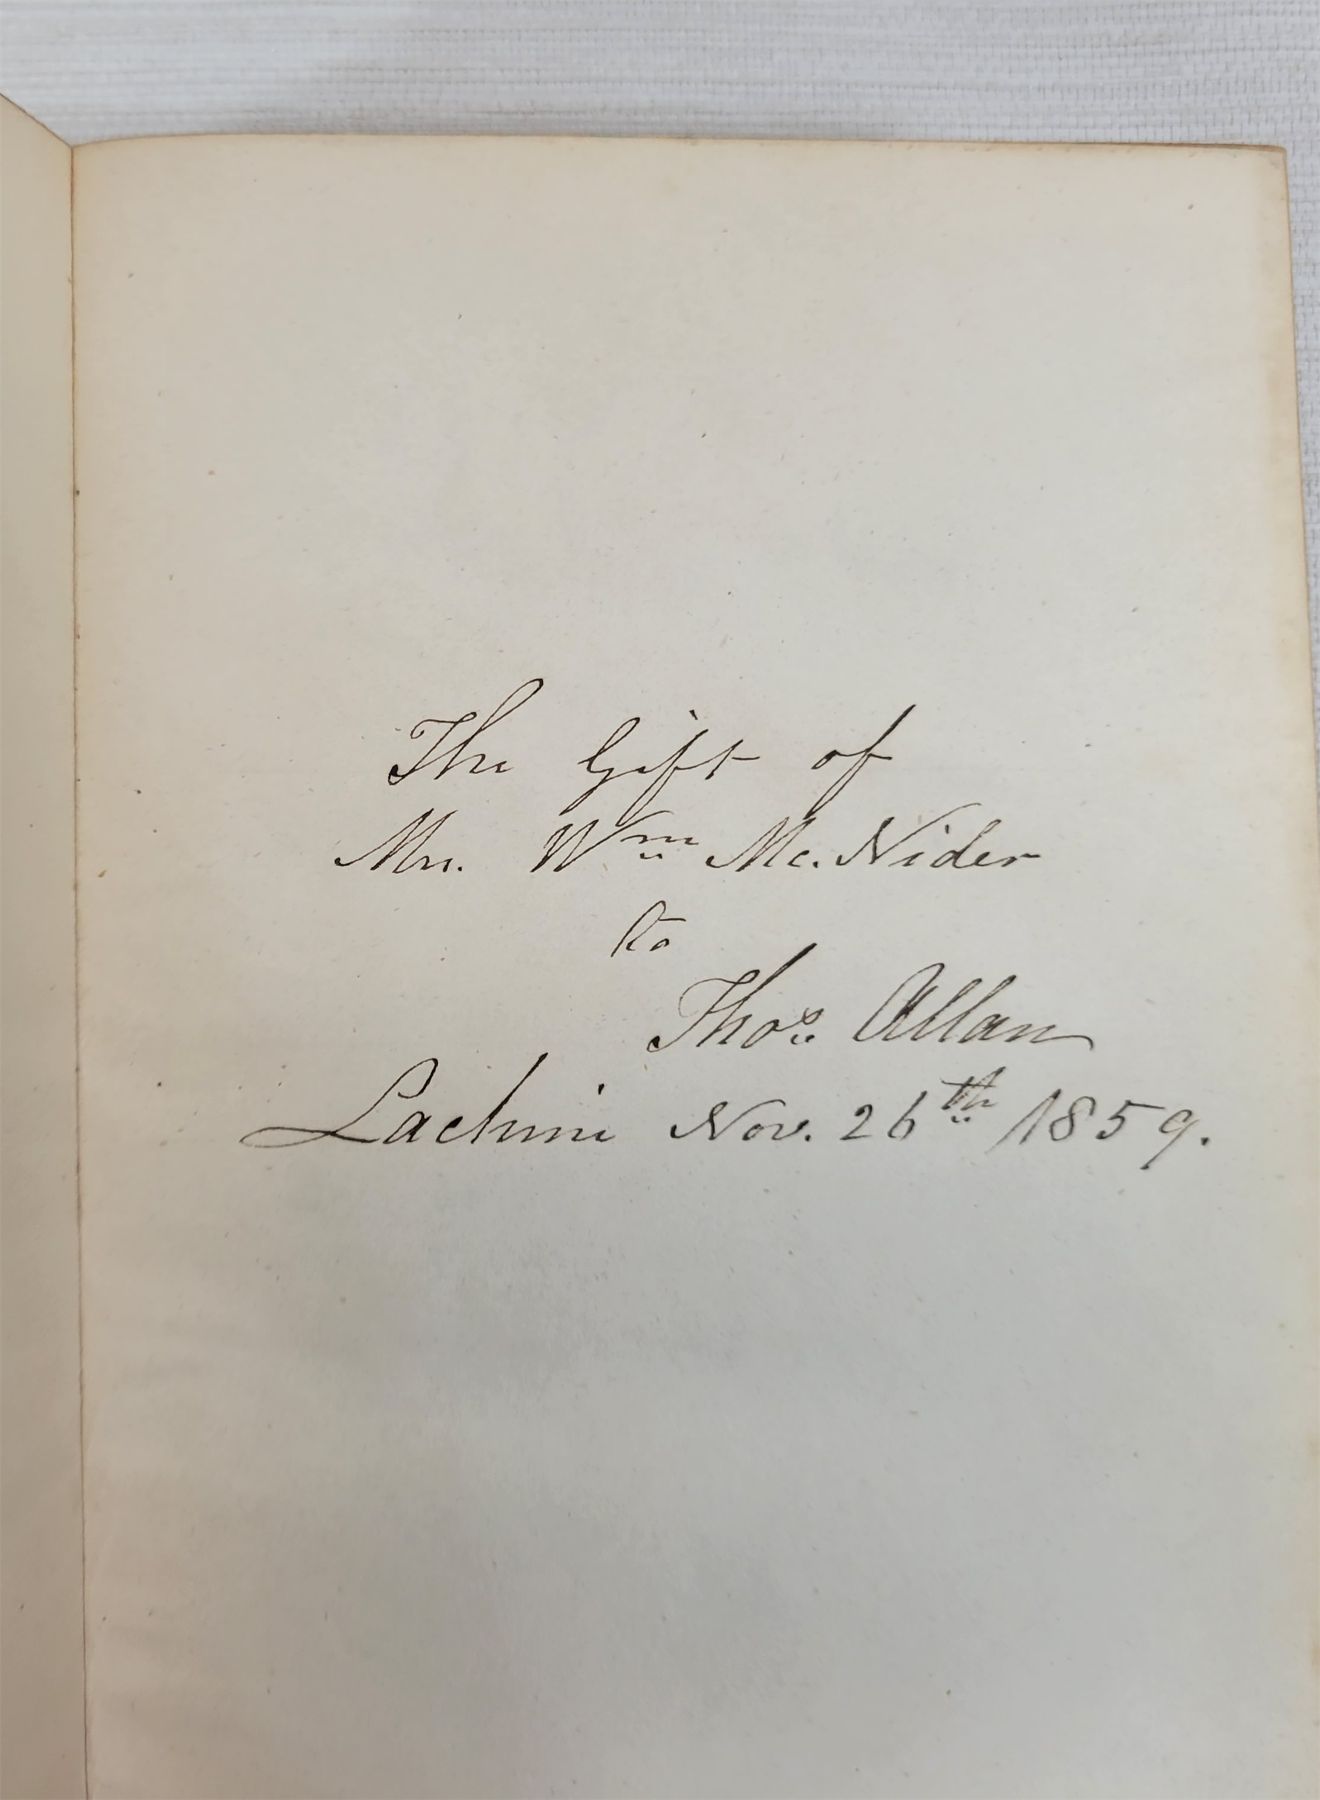 The Gift of
Mr. Wm Mc. Nider
to
Thos. Allan
Lachine Nov. 26th 1859.